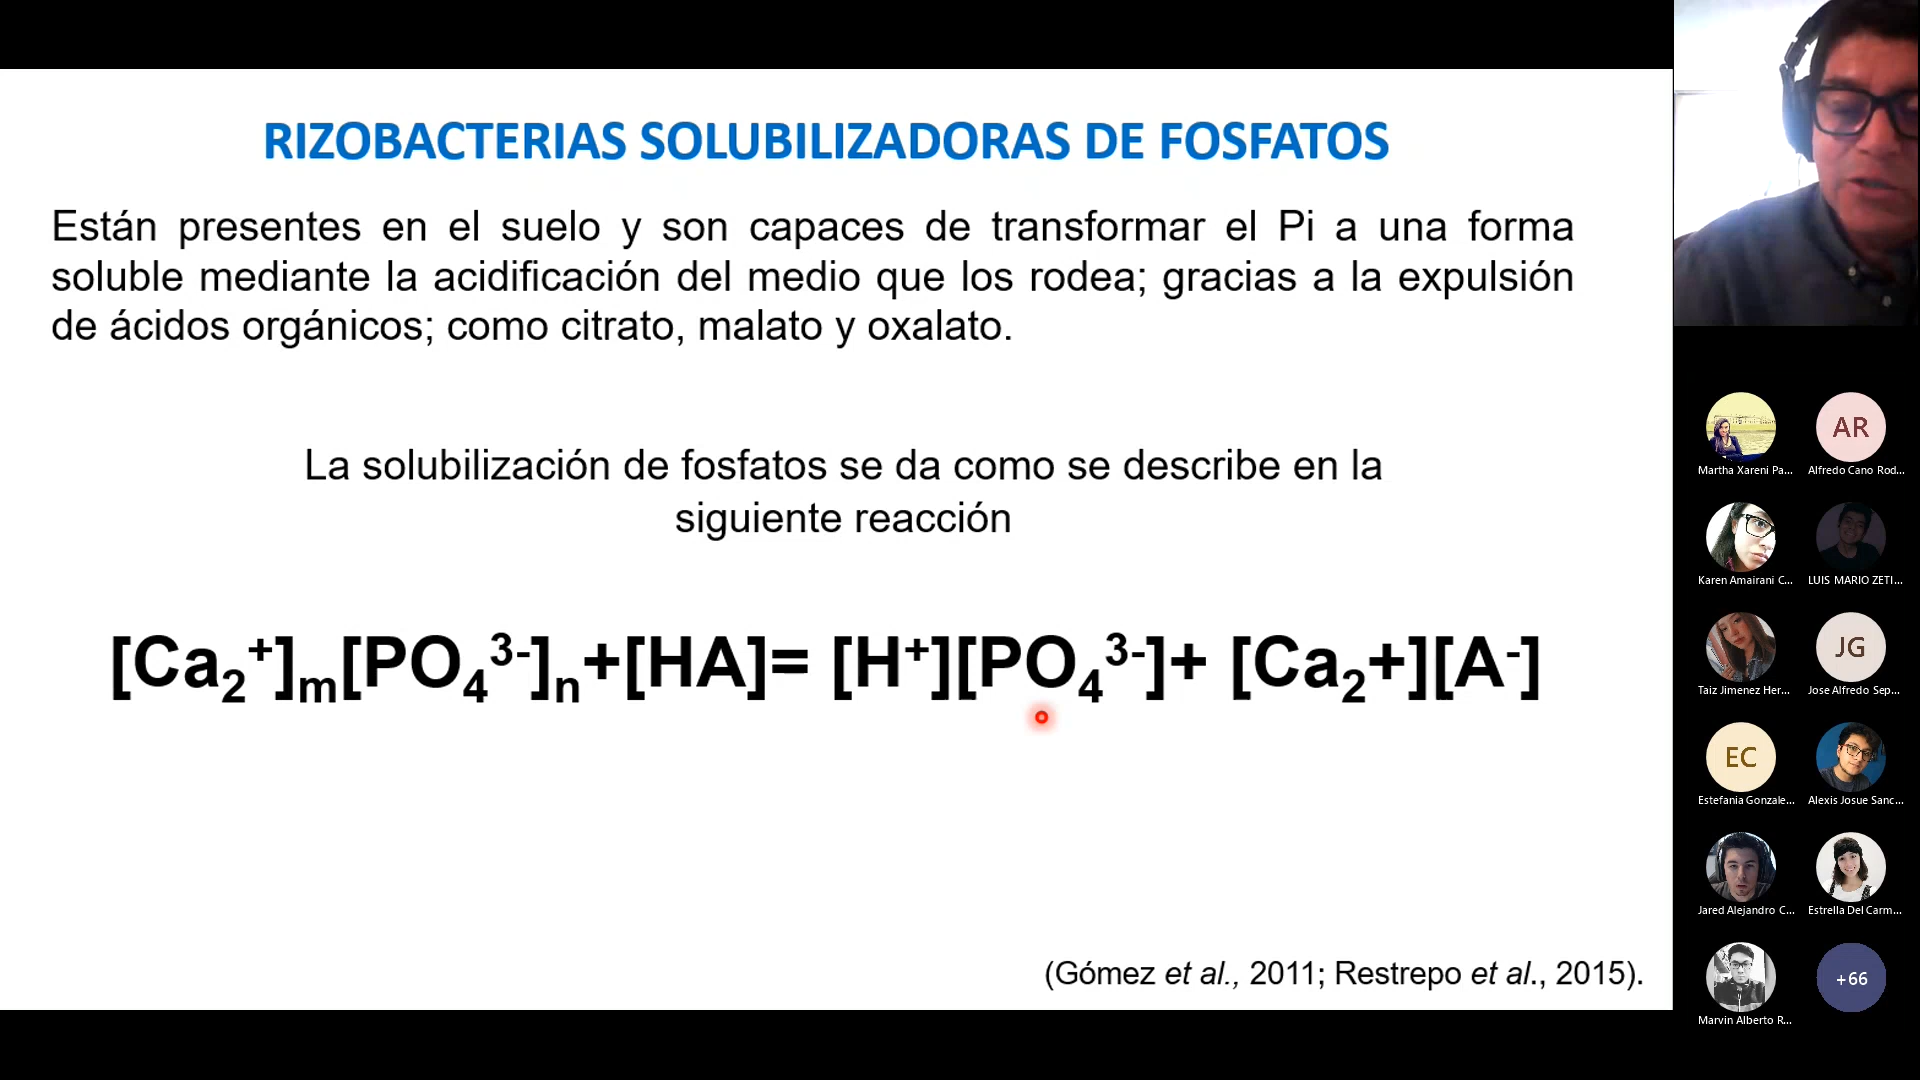 RIZOBACTERIAS SOLUBILIZADORAS DE FOSFATOS
Están presentes en el suelo y son capaces de transformar el Pi a una forma
soluble mediante la acidificación del medio que los rodea; gracias a la expulsión
de ácidos orgánicos; como citrato, malato y oxalato.
La solubilización de fosfatos se da como se describe en la
siguiente reacción
[Ca₂⁺]ₘ[PO₄³⁻]ₙ+[HA]= [H⁺][PO₄³⁻]+ [Ca₂+][A⁻]
(Gómez et al., 2011; Restrepo et al., 2015).
AR
Martha Xareni Pa... Alfredo Cano Rod...
Karen Amairani C... LUIS MARIO ZETI...
JG
Taiz Jimenez Her... Jose Alfredo Sep...
EC
Estefania Gonzale... Alexis Josue Sanc...
Jared Alejandro C... Estrella Del Carm...
+66
Marvin Alberto R...